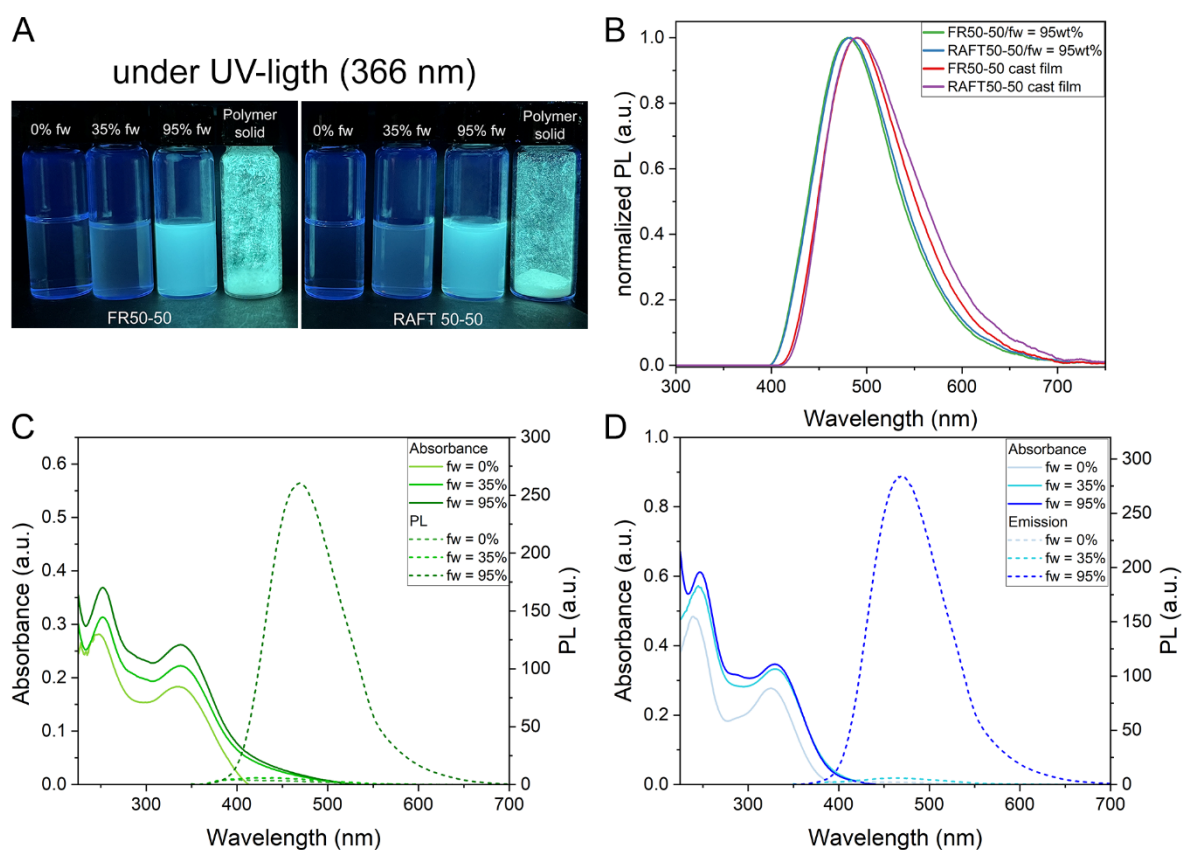 A
under UV-ligth (366 nm)
0% fw
35% fw
95% fw
Polymer
solid
FR50-50
0% fw
35% fw
95% fw
Polymer
solid
RAFT 50-50
B
FR50-50/fw = 95wt%
RAFT50-50/fw = 95wt%
FR50-50 cast film
RAFT50-50 cast film
normalized PL (a.u.)
1.0
0.8
0.6
0.4
0.2
0.0
300 400 500 600 700
Wavelength (nm)
C
Absorbance
fw = 0%
fw = 35%
fw = 95%
PL
fw = 0%
fw = 35%
fw = 95%
Absorbance (a.u.)
0.6
0.5
0.4
0.3
0.2
0.1
0.0
300
250
200
150
100
50
0
PL (a.u.)
300 400 500 600 700
Wavelength (nm)
D
Absorbance
fw = 0%
fw = 35%
fw = 95%
Emission
fw = 0%
fw = 35%
fw = 95%
Absorbance (a.u.)
1.0
0.8
0.6
0.4
0.2
0.0
300
250
200
150
100
50
0
PL (a.u.)
300 400 500 600 700
Wavelength (nm)